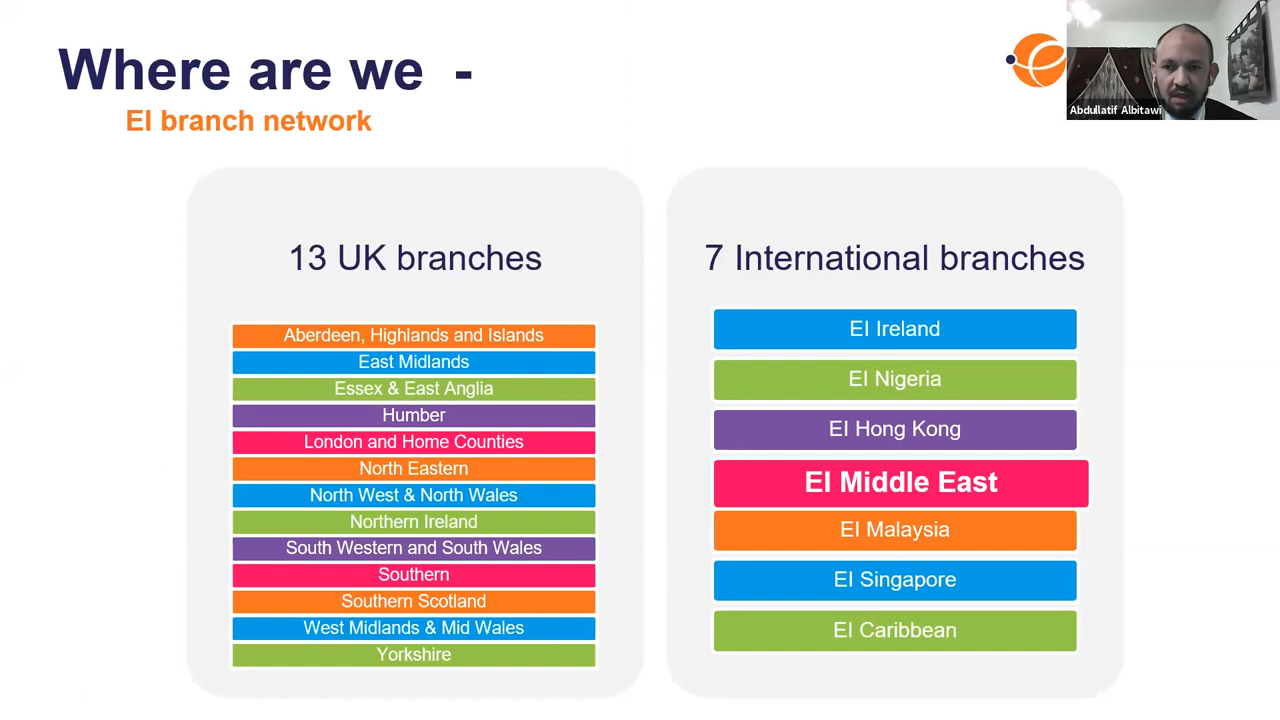 Where are we -
EI branch network
Abdullatif Albitawi
13 UK branches
Aberdeen, Highlands and Islands
East Midlands
Essex & East Anglia
Humber
London and Home Counties
North Eastern
North West & North Wales
Northern Ireland
South Western and South Wales
Southern
Southern Scotland
West Midlands & Mid Wales
Yorkshire
7 International branches
EI Ireland
EI Nigeria
EI Hong Kong
EI Middle East
EI Malaysia
EI Singapore
EI Caribbean